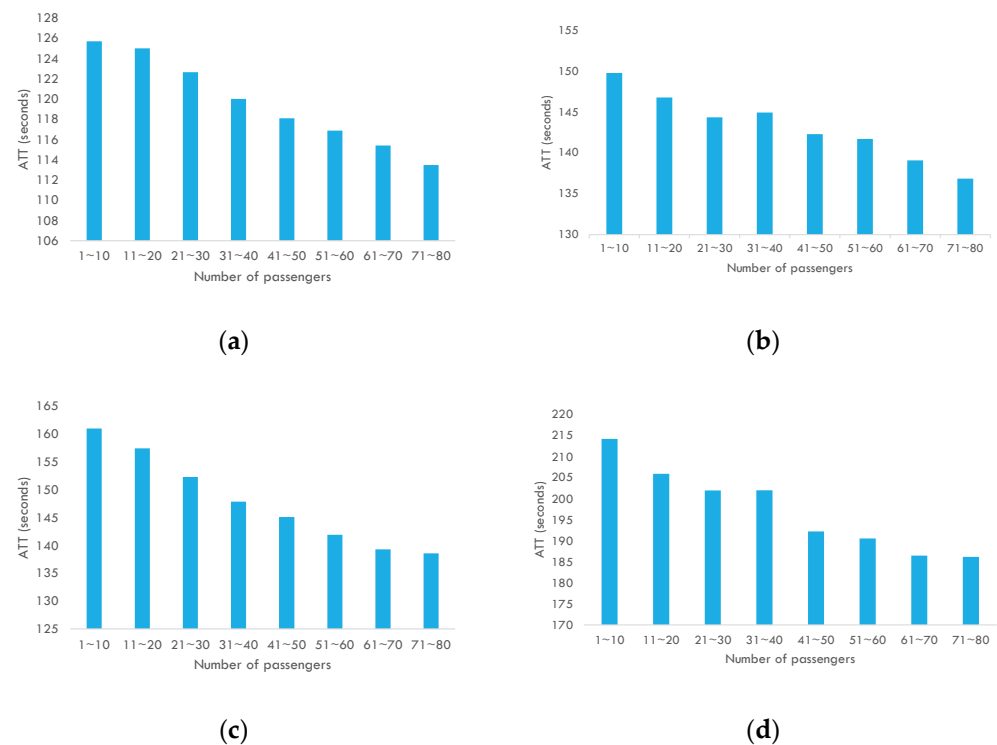 128
126
124
122
120
118
116
114
112
110
108
106
ATT (seconds)
1~10 11~20 21~30 31~40 41~50 51~60 61~70 71~80
Number of passengers
(a)
155
150
145
140
135
130
ATT (seconds)
1~10 11~20 21~30 31~40 41~50 51~60 61~70 71~80
Number of passengers
(b)
165
160
155
150
145
140
135
130
125
ATT (seconds)
1~10 11~20 21~30 31~40 41~50 51~60 61~70 71~80
Number of passengers
(c)
220
215
210
205
200
195
190
185
180
175
170
ATT (seconds)
1~10 11~20 21~30 31~40 41~50 51~60 61~70 71~80
Number of passengers
(d)